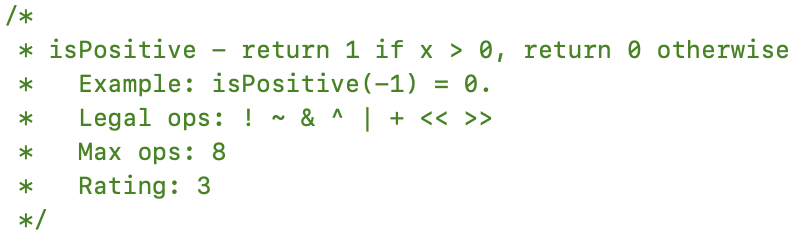 /*
 * isPositive - return 1 if x > 0, return 0 otherwise
 *   Example: isPositive(-1) = 0.
 *   Legal ops: ! ~ & ^ | + << >>
 *   Max ops: 8
 *   Rating: 3
 */